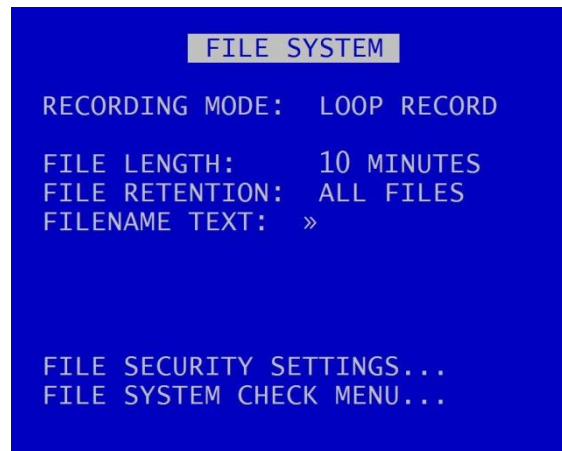 FILE SYSTEM
RECORDING MODE: LOOP RECORD
FILE LENGTH: 10 MINUTES
FILE RETENTION: ALL FILES
FILENAME TEXT: »
FILE SECURITY SETTINGS...
FILE SYSTEM CHECK MENU...